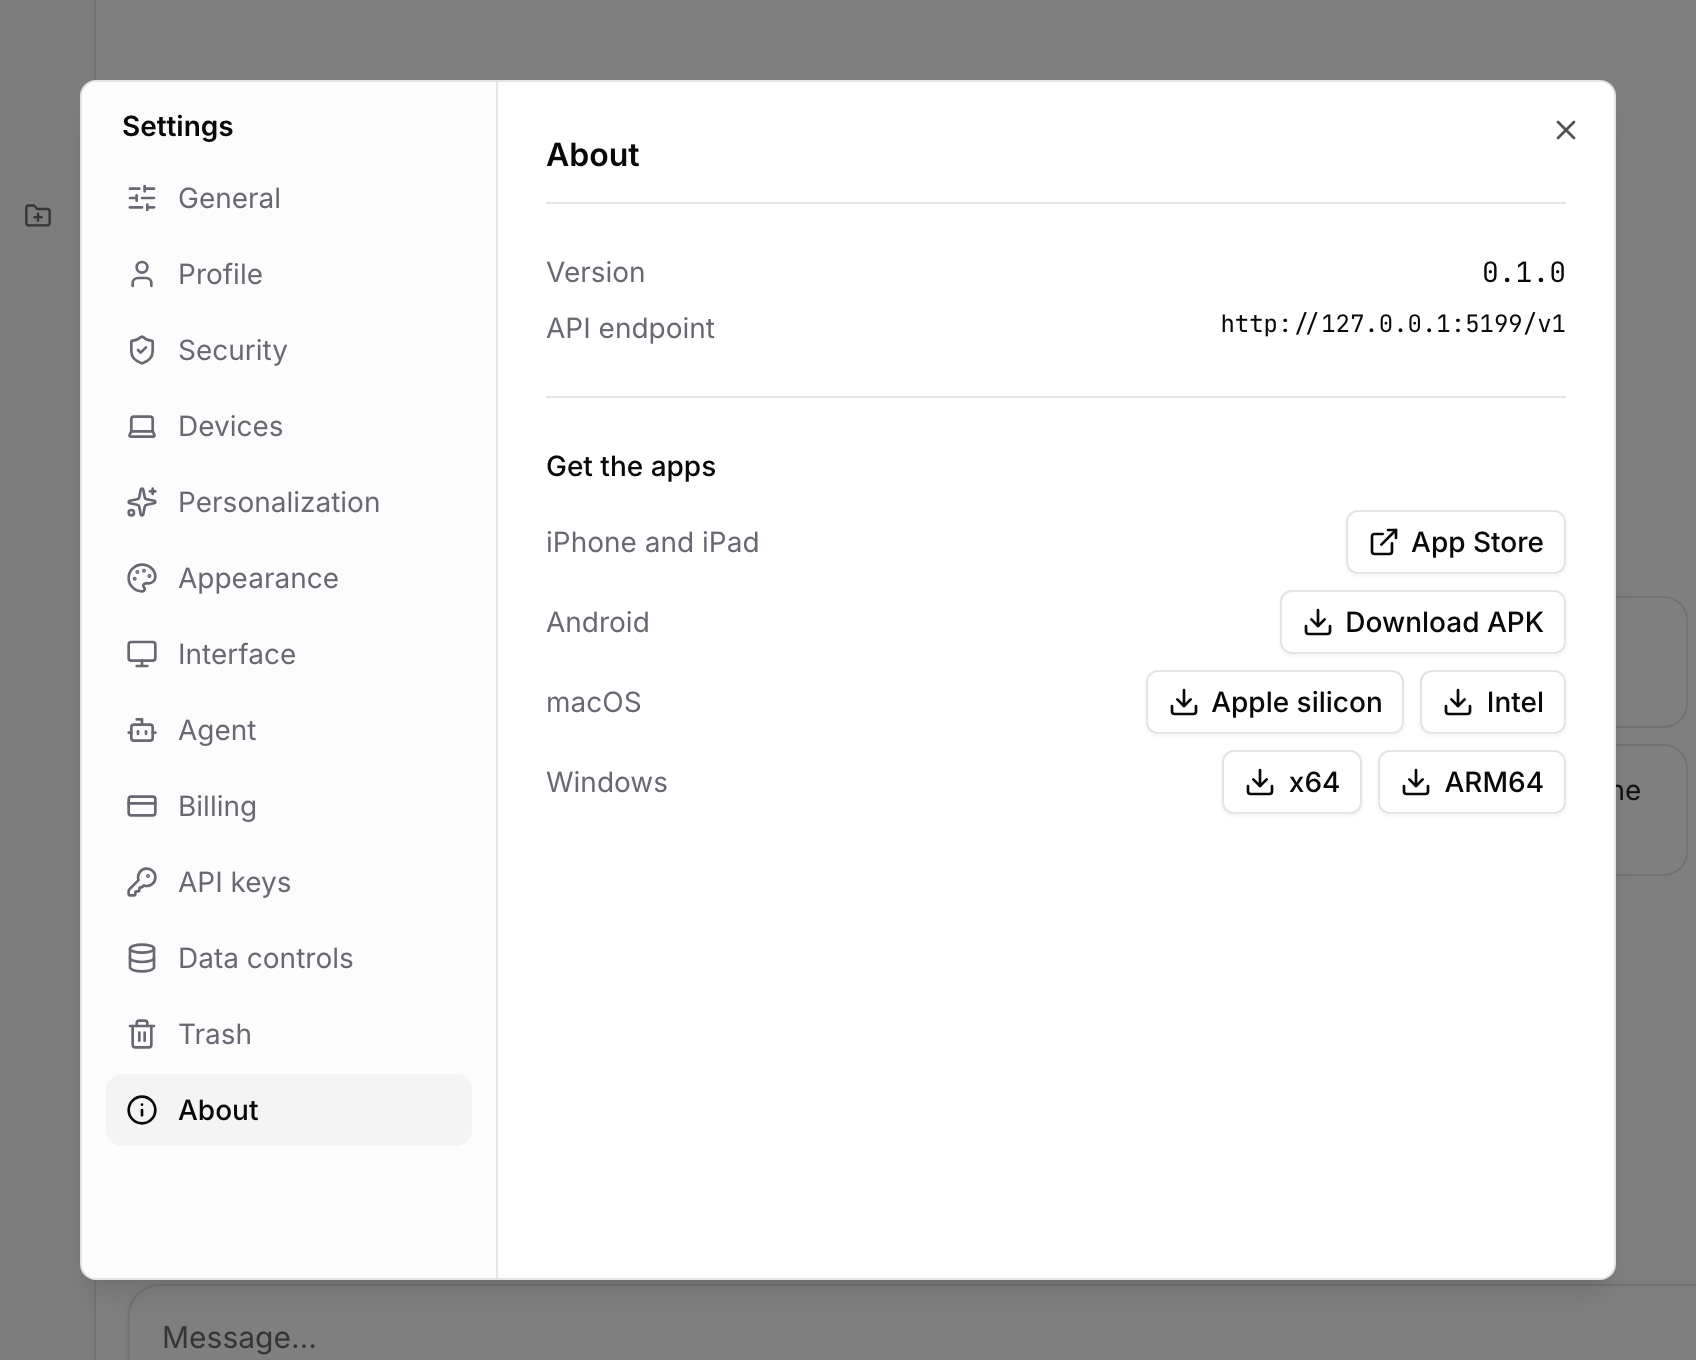 Settings
General
Profile
Security
Devices
Personalization
Appearance
Interface
Agent
Billing
API keys
Data controls
Trash
About
About
Version 0.1.0
API endpoint http://127.0.0.1:5199/v1
Get the apps
iPhone and iPad App Store
Android Download APK
macOS Apple silicon Intel
Windows x64 ARM64
Message...